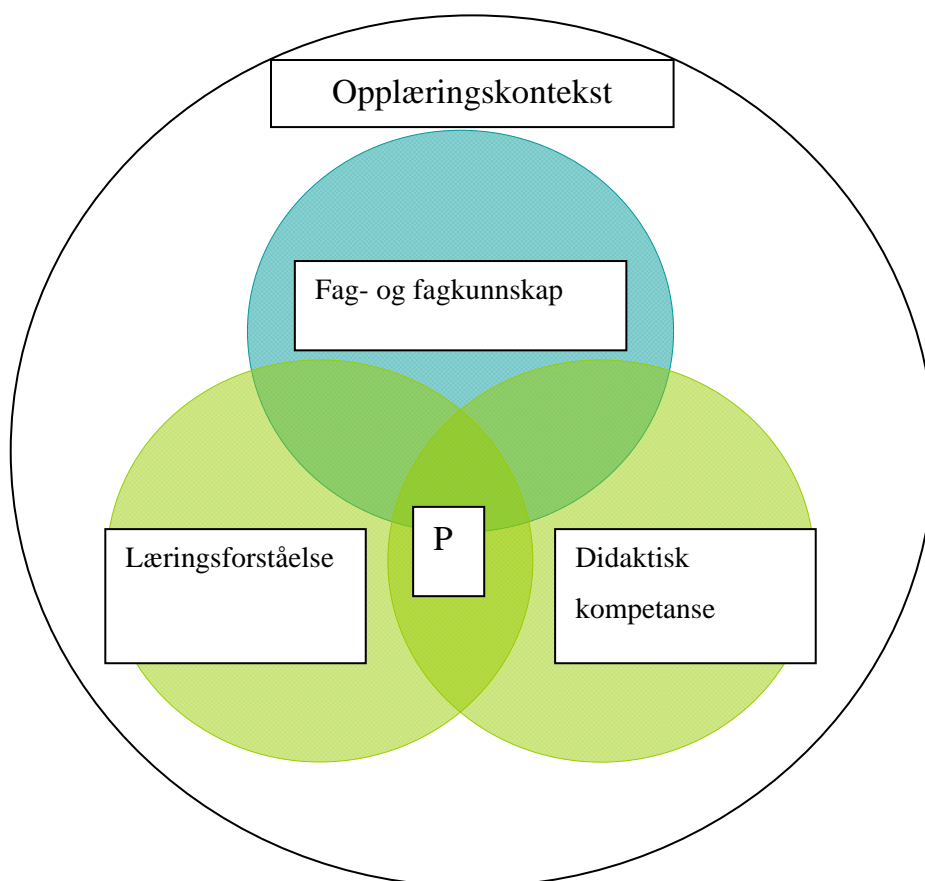 Opplæringskontekst
Fag- og fagkunnskap
P
Læringsforståelse
Didaktisk
kompetanse